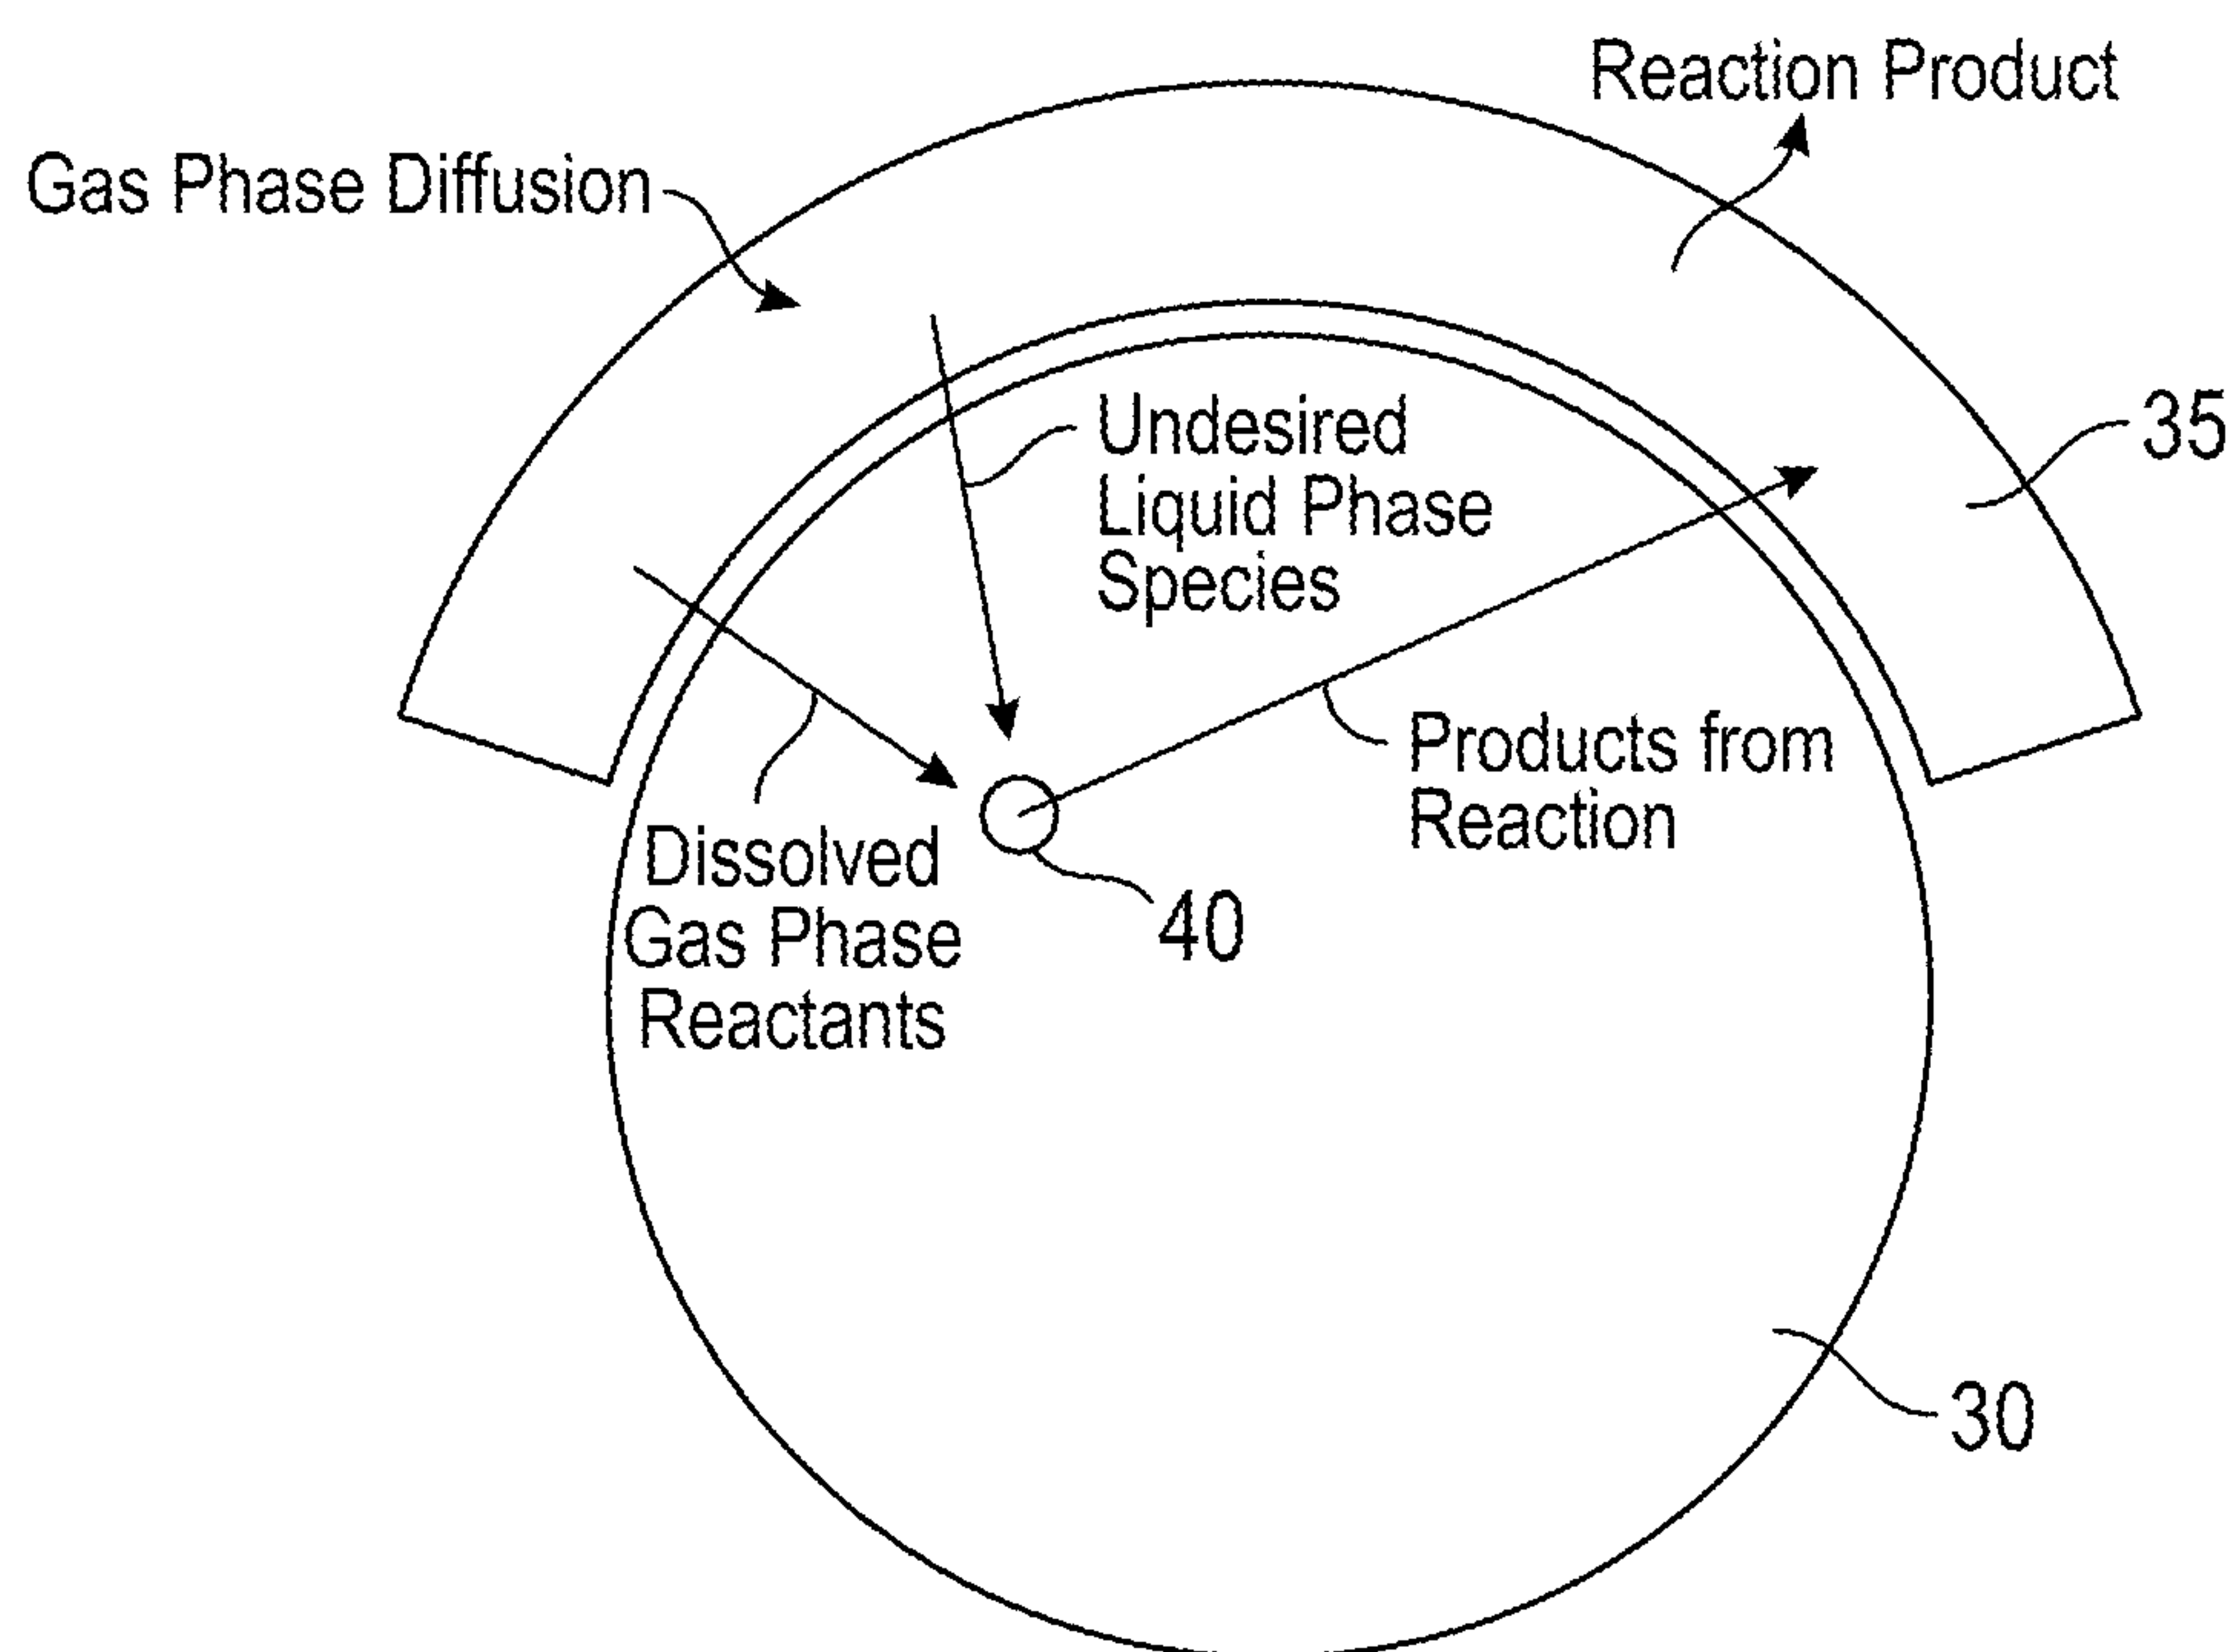 Reaction Product
Gas Phase Diffusion
35
Undesired
Liquid Phase
Species
Products from
Reaction
Dissolved
Gas Phase
Reactants
40
30